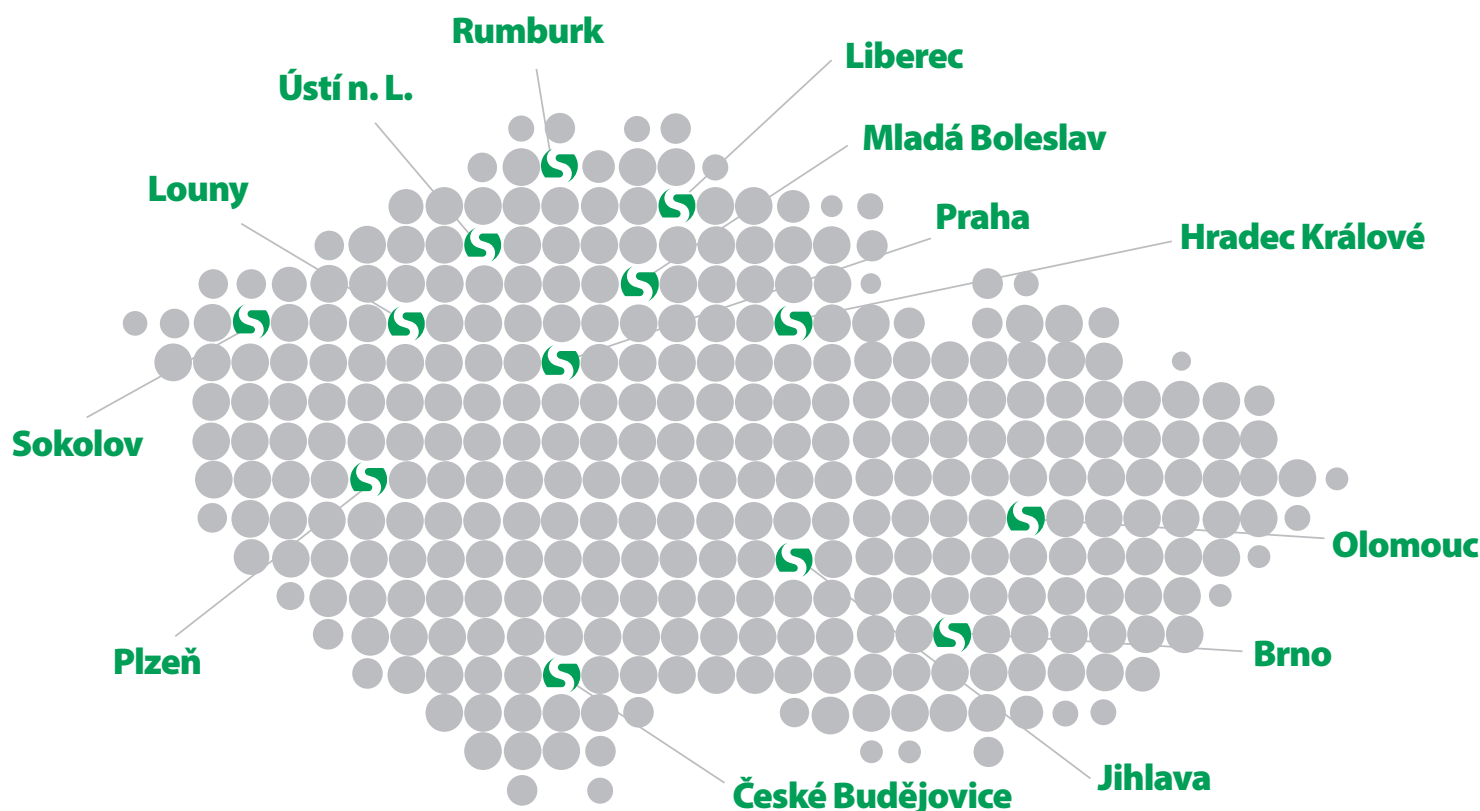 Rumburk
Liberec
Ústí n. L.
Mladá Boleslav
Louny
Praha
Hradec Králové
Sokolov
Olomouc
Plzeň
Brno
Jihlava
České Budějovice